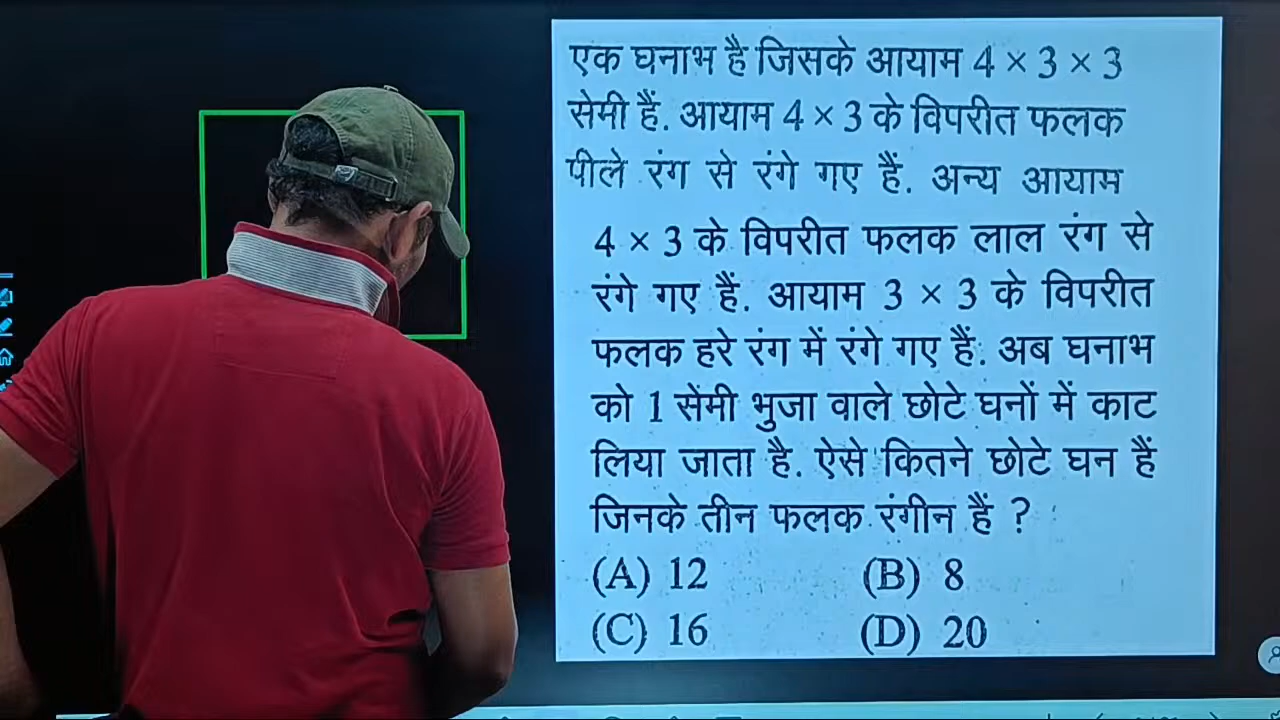 एक घनाभ है जिसके आयाम 4 × 3 × 3
सेमी हैं. आयाम 4 × 3 के विपरीत फलक
पीले रंग से रंगे गए हैं. अन्य आयाम
4 × 3 के विपरीत फलक लाल रंग से
रंगे गए हैं. आयाम 3 × 3 के विपरीत
फलक हरे रंग में रंगे गए हैं. अब घनाभ
को 1 सेंमी भुजा वाले छोटे घनों में काट
लिया जाता है. ऐसे कितने छोटे घन हैं
जिनके तीन फलक रंगीन हैं ?
(A) 12 (B) 8
(C) 16 (D) 20